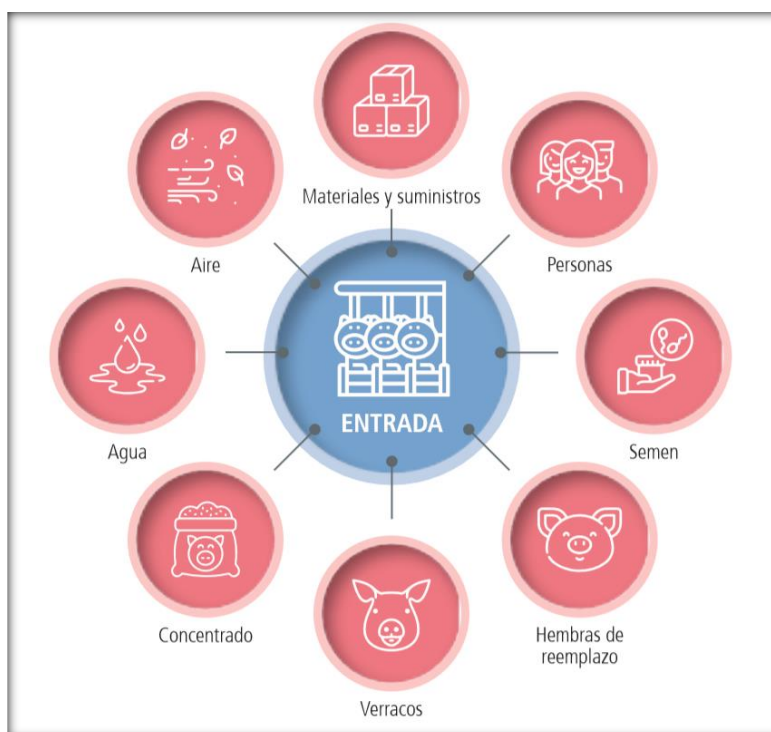 Materiales y suministros
Aire
Personas
ENTRADA
Agua
Semen
Concentrado
Hembras de
reemplazo
Verracos